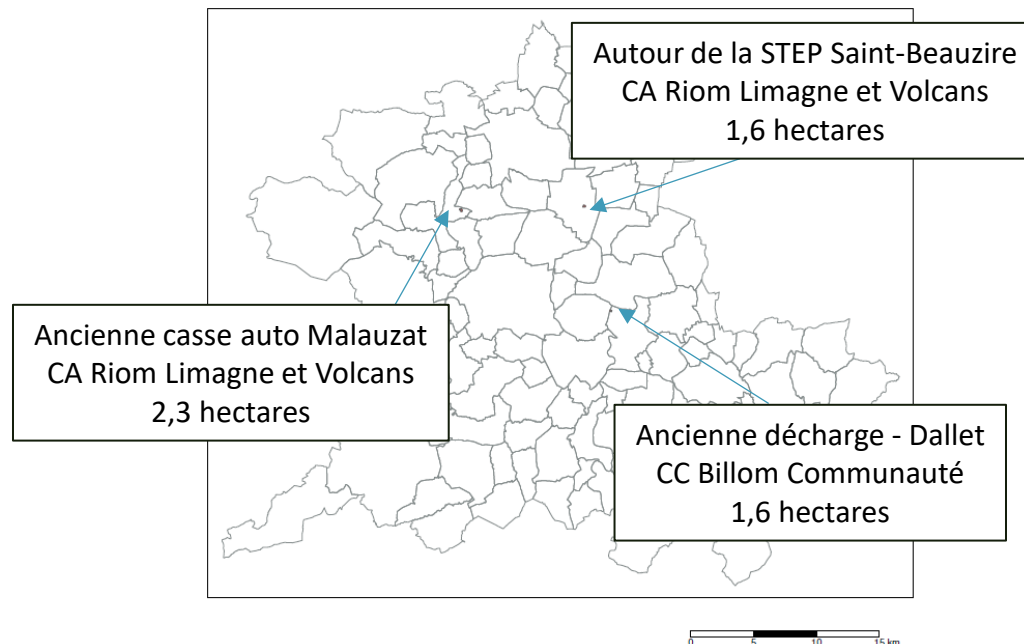 Autour de la STEP Saint-Beauzire
CA Riom Limagne et Volcans
1,6 hectares
Ancienne casse auto Malauzat
CA Riom Limagne et Volcans
2,3 hectares
Ancienne décharge - Dallet
CC Billom Communauté
1,6 hectares
0 5 10 15 km